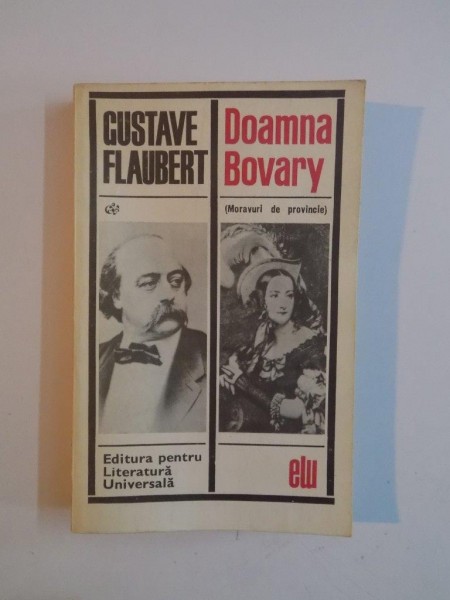 GUSTAVE
FLAUBERT
Doamna
Bovary
(Moravuri de provincie)
Editura pentru
Literatură
Universală
elu